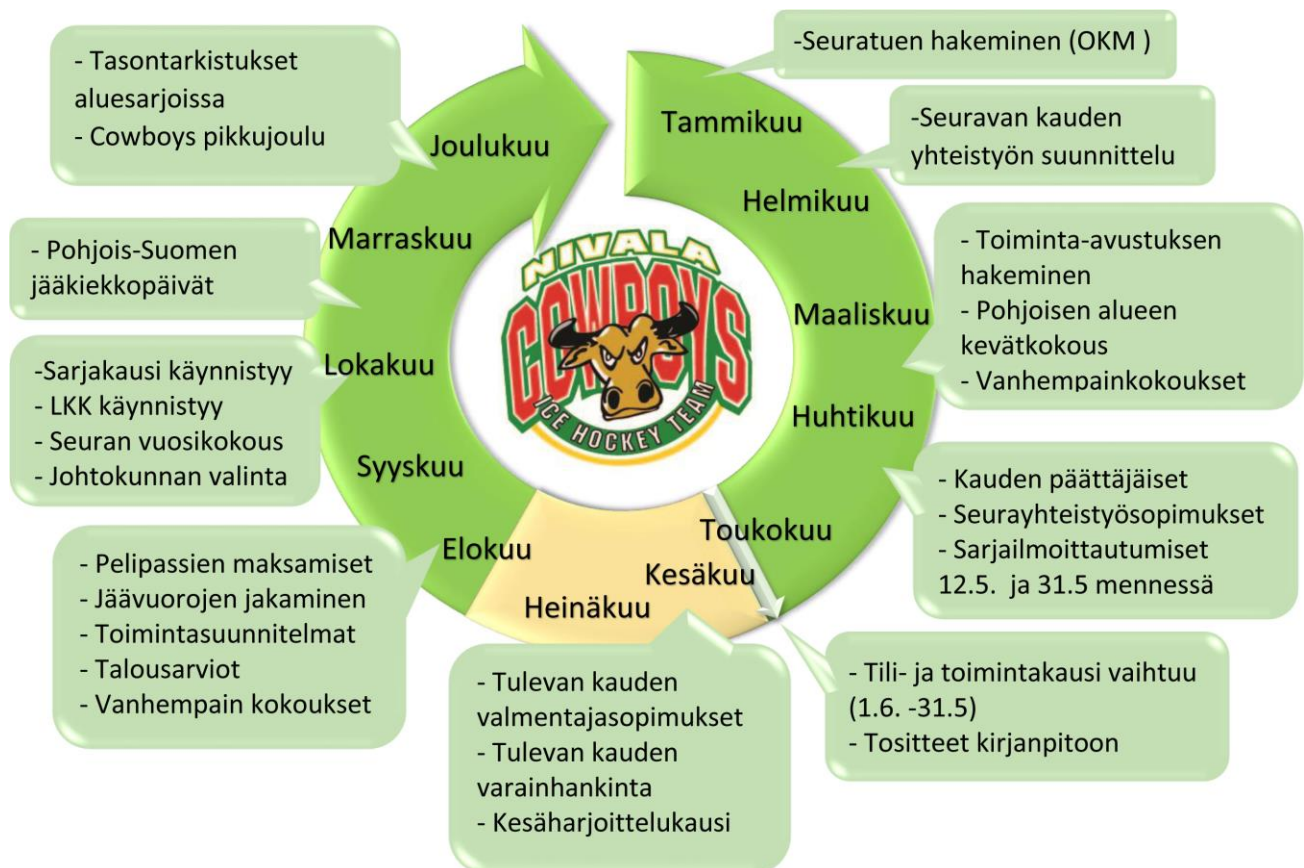 -Seuratuen hakeminen (OKM )
Tammikuu
-Seuravan kauden
yhteistyön suunnittelu
Helmikuu
- Toiminta-avustuksen
hakeminen
- Pohjoisen alueen
kevätkokous
- Vanhempainkokoukset
Maaliskuu
Huhtikuu
- Kauden päättäjäiset
- Seurayhteistyösopimukset
- Sarjailmoittautumiset
12.5.  ja 31.5 mennessä
Toukokuu
- Tili- ja toimintakausi vaihtuu
(1.6. -31.5)
- Tositteet kirjanpitoon
Kesäkuu
Heinäkuu
- Tulevan kauden
valmentajasopimukset
- Tulevan kauden
varainhankinta
- Kesäharjoittelukausi
Elokuu
- Pelipassien maksamiset
- Jäävuorojen jakaminen
- Toimintasuunnitelmat
- Talousarviot
- Vanhempain kokoukset
Syyskuu
-Sarjakausi käynnistyy
- LKK käynnistyy
- Seuran vuosikokous
- Johtokunnan valinta
Lokakuu
- Pohjois-Suomen
jääkiekkopäivät
Marraskuu
- Tasontarkistukset
aluesarjoissa
- Cowboys pikkujoulu
Joulukuu
NIVALA
COWBOYS
ICE HOCKEY TEAM